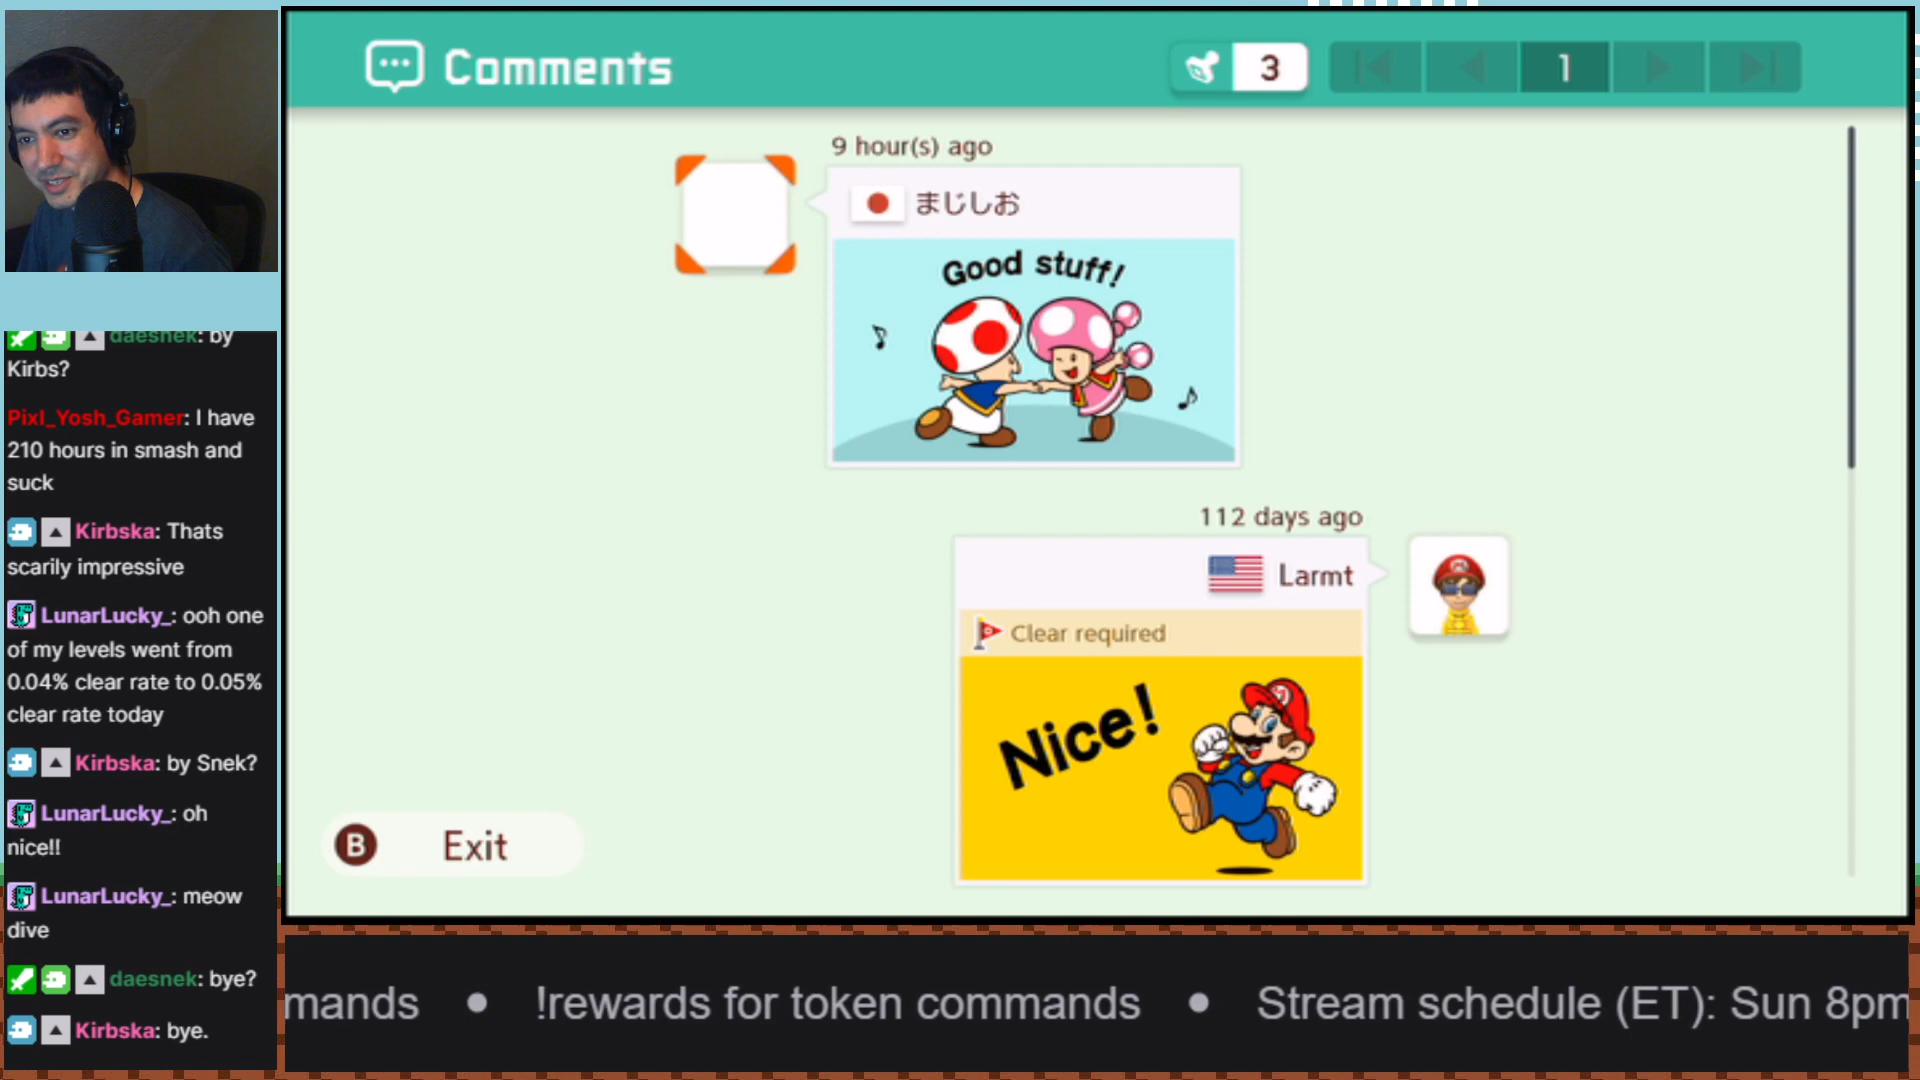 Comments
3
1
9 hour(s) ago
まじしお
Good stuff!
112 days ago
Larmt
Clear required
Nice!
B Exit
daesnek: by
Kirbs?
Pixl_Yosh_Gamer: I have
210 hours in smash and
suck
Kirbska: Thats
scarily impressive
LunarLucky_: ooh one
of my levels went from
0.04% clear rate to 0.05%
clear rate today
Kirbska: by Snek?
LunarLucky_: oh
nice!!
LunarLucky_: meow
dive
daesnek: bye?
Kirbska: bye.
mands • !rewards for token commands • Stream schedule (ET): Sun 8pm